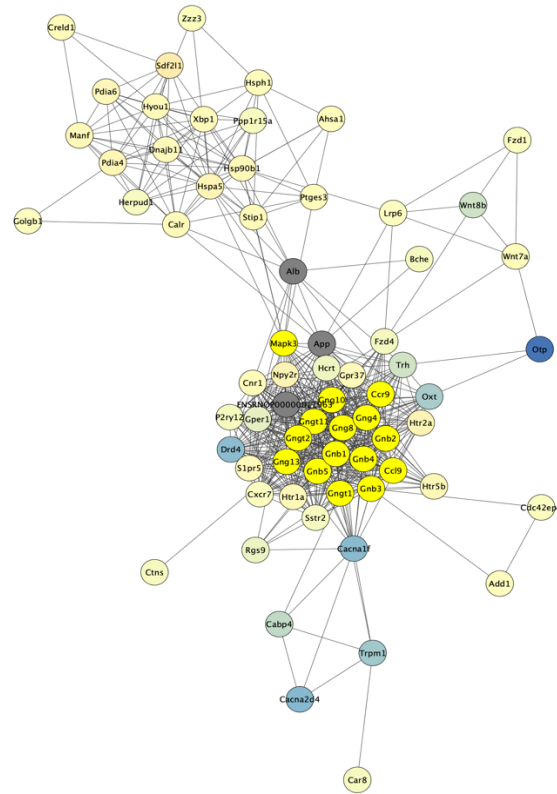 Zzz3
Creld1
Sdf2l1
Hsph1
Pdia6
Hyou1
Xbp1
Ppp1r15a
Ahsa1
Manf
Dnajb11
Pdia4
Hsp90b1
Hspa5
Fzd1
Herpud1
Stip1
Ptges3
Lrp6
Wnt8b
Golgb1
Calr
Bche
Wnt7a
Alb
Mapk3
App
Fzd4
Otp
Cnr1
Npy2r
Hcrt
Gpr37
Trh
Oxt
Gng10
Ccr9
P2ry12
Gper1
Gngt11
Gng8
Gng4
Htr2a
Drd4
Gngt2
Gnb2
S1pr5
Gng13
Gnb1
Gnb4
Ccl9
Gnb5
Cxcr7
Htr1a
Gngt1
Gnb3
Htr5b
Sstr2
Cdc42ep
Rgs9
Cacna1f
Ctns
Add1
Cabp4
Trpm1
Cacna2d4
Car8